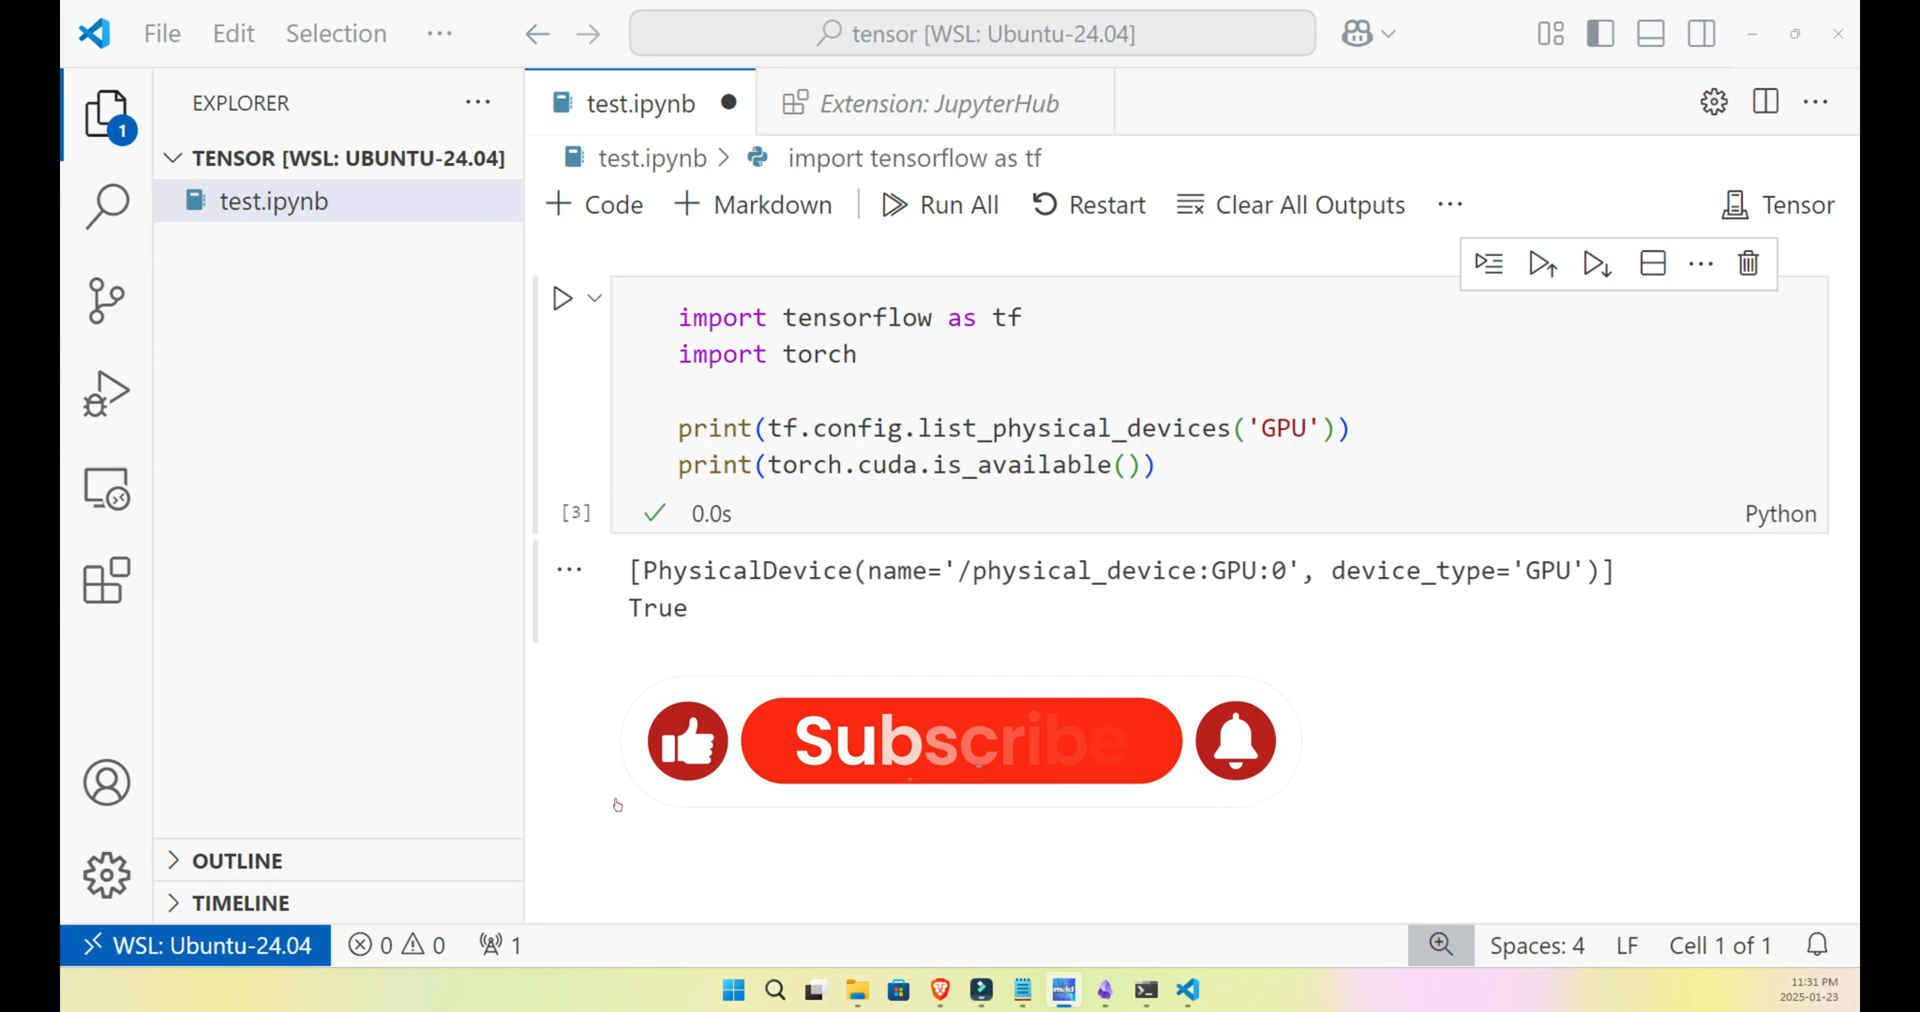 File Edit Selection ···
tensor [WSL: Ubuntu-24.04]
EXPLORER ···
1
TENSOR [WSL: UBUNTU-24.04]
test.ipynb
test.ipynb
Extension: JupyterHub
···
test.ipynb > import tensorflow as tf
+ Code + Markdown Run All Restart Clear All Outputs ··· Tensor
···
import tensorflow as tf
import torch
print(tf.config.list_physical_devices('GPU'))
print(torch.cuda.is_available())
[3] 0.0s Python
··· [PhysicalDevice(name='/physical_device:GPU:0', device_type='GPU')]
True
Subscribe
OUTLINE
TIMELINE
WSL: Ubuntu-24.04 0 0 1 Spaces: 4 LF Cell 1 of 1
11:31 PM
2025-01-23